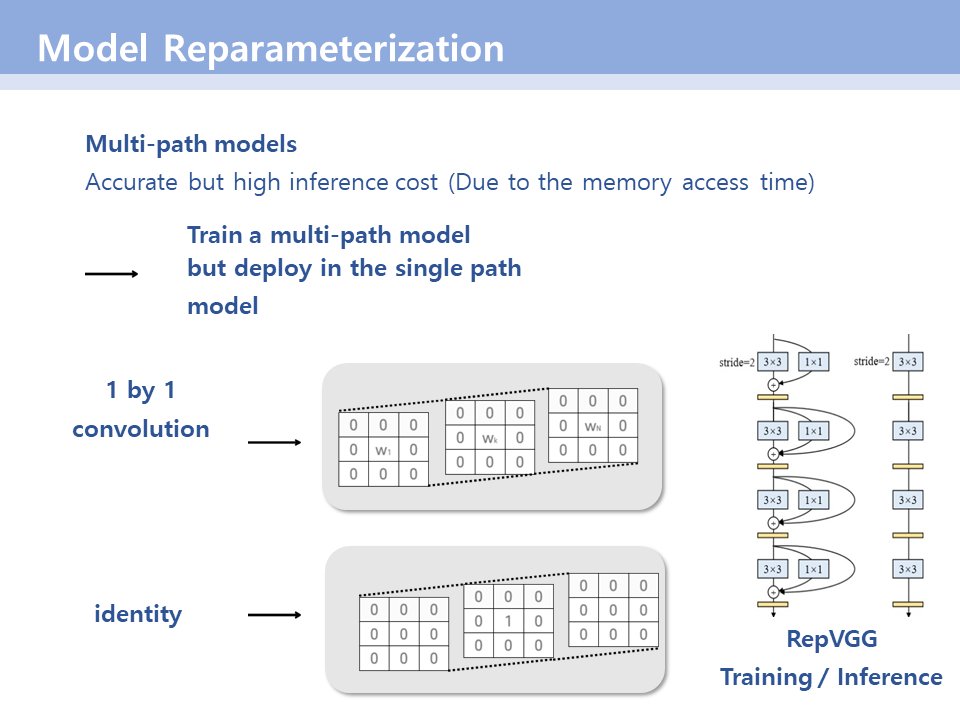 Model Reparameterization
Multi-path models
Accurate but high inference cost (Due to the memory access time)
Train a multi-path model
but deploy in the single path
model
1 by 1
convolution
0 0 0
0 w1 0
0 0 0
0 0 0
0 wk 0
0 0 0
0 0 0
0 wN 0
0 0 0
identity
0 0 0
0 0 0
0 0 0
0 0 0
0 1 0
0 0 0
0 0 0
0 0 0
0 0 0
stride=2 3×3 1×1
+
3×3 1×1
+
3×3 1×1
+
3×3 1×1
+
stride=2 3×3
3×3
3×3
3×3
RepVGG
Training / Inference